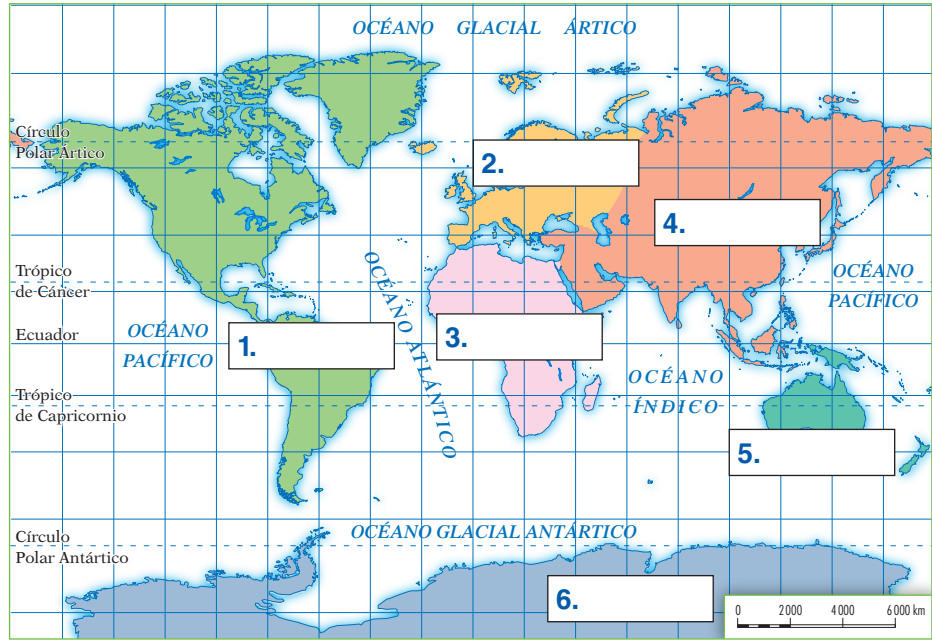 OCÉANO GLACIAL ÁRTICO
Círculo
Polar Ártico
2.
4.
Trópico
de Cáncer
OCÉANO
PACÍFICO
OCÉANO ATLÁNTICO
Ecuador
OCÉANO
PACÍFICO
1.
3.
OCÉANO
ÍNDICO
Trópico
de Capricornio
5.
Círculo
Polar Antártico
OCÉANO GLACIAL ANTÁRTICO
6.
0 2000 4000 6000 km